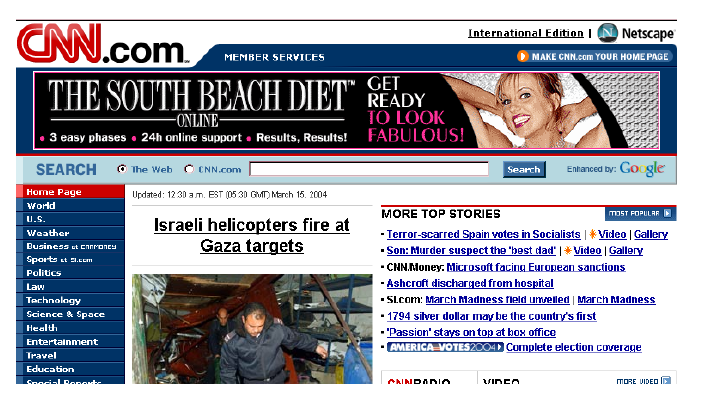 CNN.com
International Edition | Netscape
MEMBER SERVICES
MAKE CNN.com YOUR HOME PAGE
THE SOUTH BEACH DIET™
ONLINE
• 3 easy phases • 24h online support • Results, Results!
GET
READY
TO LOOK
FABULOUS!
SEARCH The Web CNN.com Search Enhanced by: Google
Home Page
World
U.S.
Weather
Business at CNNMONEY
Sports at SI.com
Politics
Law
Technology
Science & Space
Health
Entertainment
Travel
Education
Special Reports
Updated: 12:30 a.m. EST (05:30 GMT) March 15, 2004
Israeli helicopters fire at
Gaza targets
MORE TOP STORIES
MOST POPULAR
• Terror-scarred Spain votes in Socialists | Video | Gallery
• Son: Murder suspect the 'best dad' | Video | Gallery
• CNN/Money: Microsoft facing European sanctions
• Ashcroft discharged from hospital
• SI.com: March Madness field unveiled | March Madness
• 1794 silver dollar may be the country's first
• 'Passion' stays on top at box office
• AMERICA VOTES2004 Complete election coverage
CNNRADIO
VIDEO
MORE VIDEO